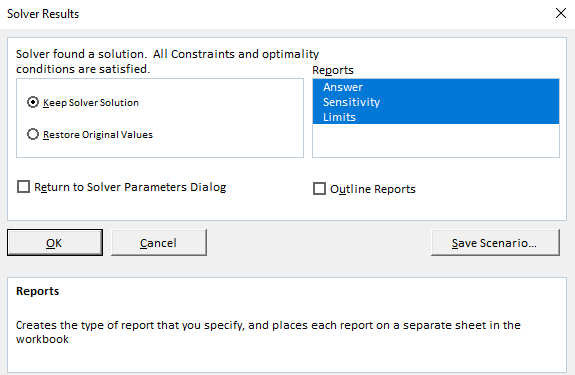 Solver Results
Solver found a solution. All Constraints and optimality
conditions are satisfied.
Keep Solver Solution
Restore Original Values
Reports
Answer
Sensitivity
Limits
Return to Solver Parameters Dialog
Outline Reports
OK
Cancel
Save Scenario...
Reports
Creates the type of report that you specify, and places each report on a separate sheet in the
workbook